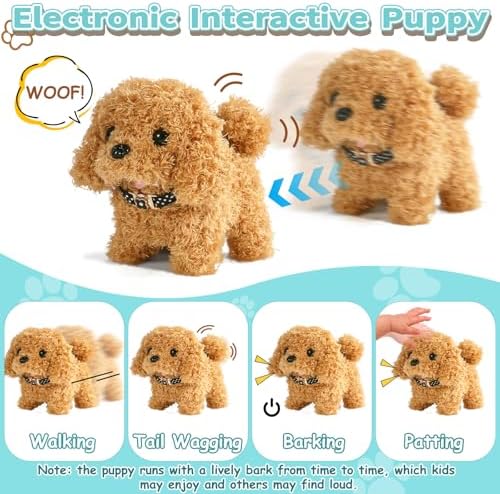 Electronic Interactive Puppy
WOOF!
Walking
Tail Wagging
Barking
Patting
Note: the puppy runs with a lively bark from time to time, which kids
may enjoy and others may find loud.